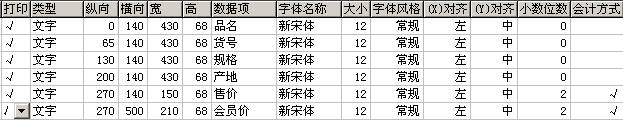 打印 类型 纵向 横向 宽 高 数据项 字体名称 大小 字体风格 (X)对齐 (Y)对齐 小数位数 会计方式
√ 文字 0 140 430 68 品名 新宋体 12 常规 左 中 0
√ 文字 65 140 430 68 货号 新宋体 12 常规 左 中 0
√ 文字 130 140 430 68 规格 新宋体 12 常规 左 中 0
√ 文字 200 140 430 68 产地 新宋体 12 常规 左 中 0
√ 文字 270 140 150 68 售价 新宋体 12 常规 左 中 2 √
√ 文字 270 500 210 68 会员价 新宋体 12 常规 左 中 2 √